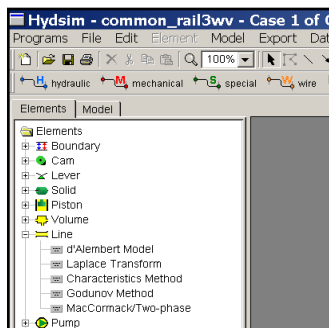 Hydsim - common_rail3wv - Case 1 of
Programs File Edit Element Model Export Dat
100%
H hydraulic M mechanical S special W wire
Elements Model
Elements
Boundary
Cam
Lever
Solid
Piston
Volume
Line
d'Alembert Model
Laplace Transform
Characteristics Method
Godunov Method
MacCormack/Two-phase
Pump